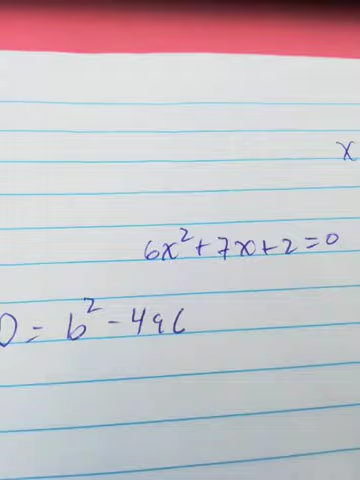 x
6x²+7x+2=0
D = b² - 4ac